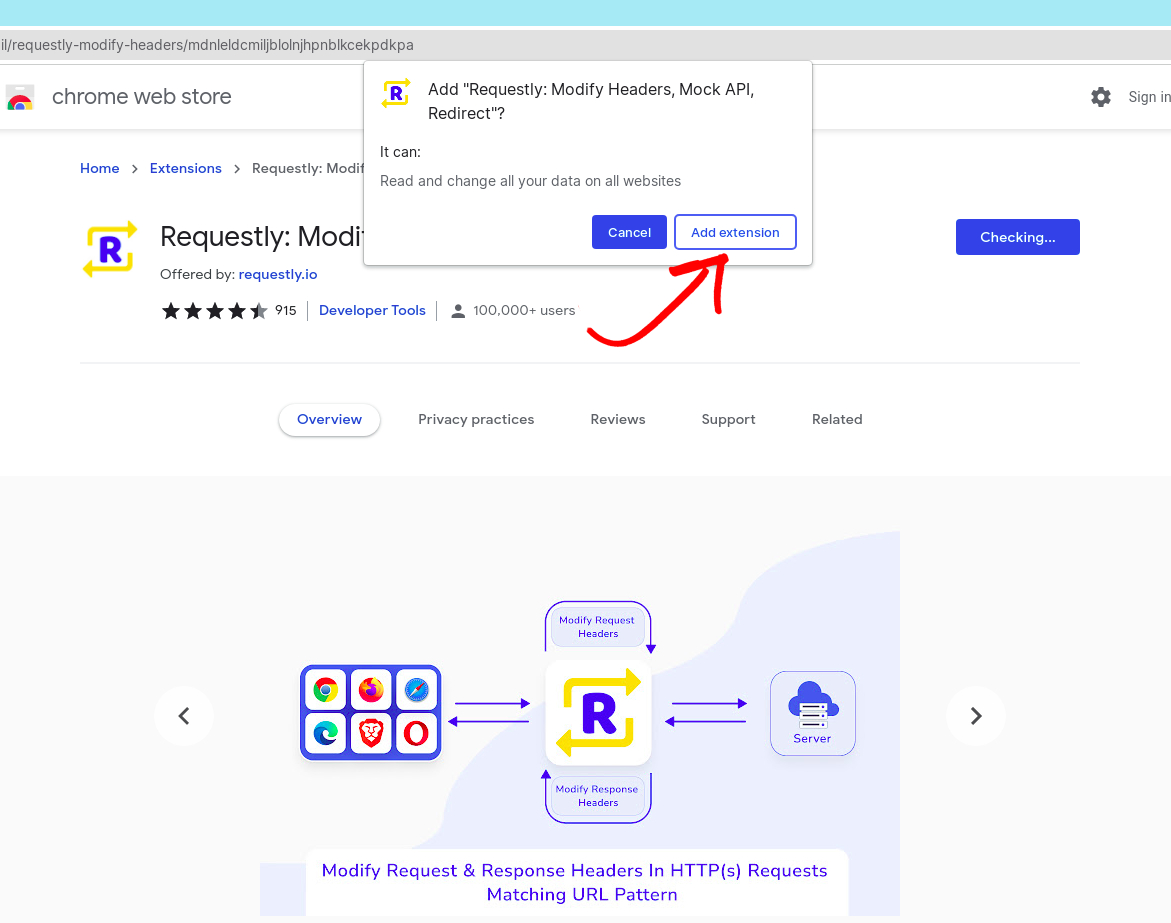 il/requestly-modify-headers/mdnleldcmiljblolnjhpnblkcekpdkpa
chrome web store
Sign in
R
Add "Requestly: Modify Headers, Mock API,
Redirect"?
It can:
Read and change all your data on all websites
Cancel
Add extension
Home
Extensions
Requestly: Modif
R
Requestly: Modif
Offered by: requestly.io
915
Developer Tools
100,000+ users
Checking...
Overview
Privacy practices
Reviews
Support
Related
Modify Request
Headers
R
Server
Modify Response
Headers
Modify Request & Response Headers In HTTP(s) Requests
Matching URL Pattern